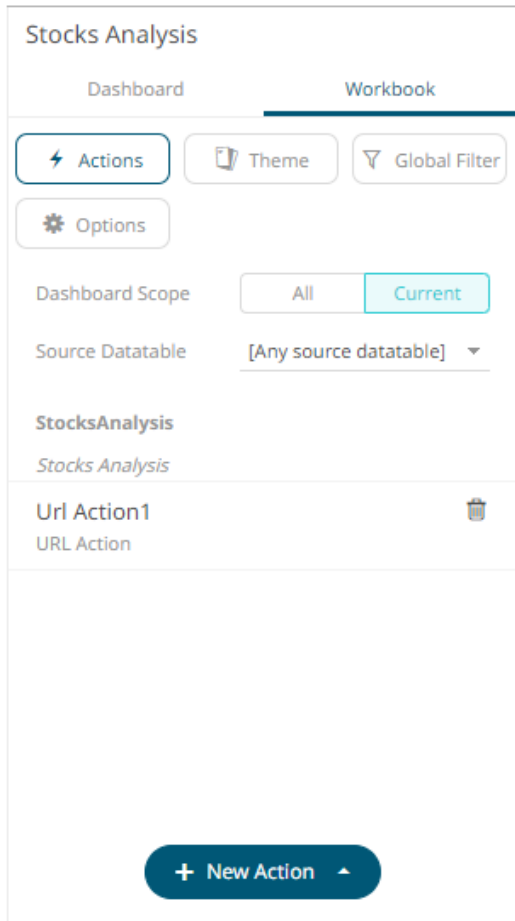 Stocks Analysis
Dashboard Workbook
Actions Theme Global Filter
Options
Dashboard Scope All Current
Source Datatable [Any source datatable]
StocksAnalysis
Stocks Analysis
Url Action1
URL Action
+ New Action